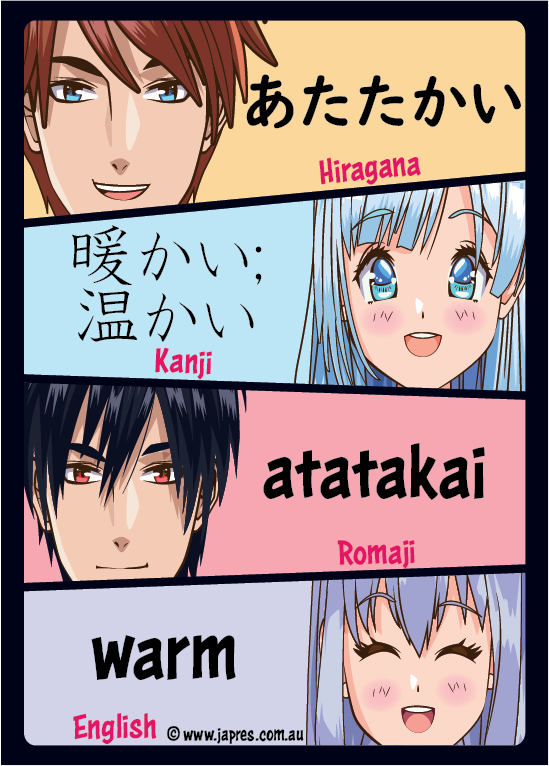 あたたかい
Hiragana
暖かい;
温かい
Kanji
atatakai
Romaji
warm
English © www.japres.com.au